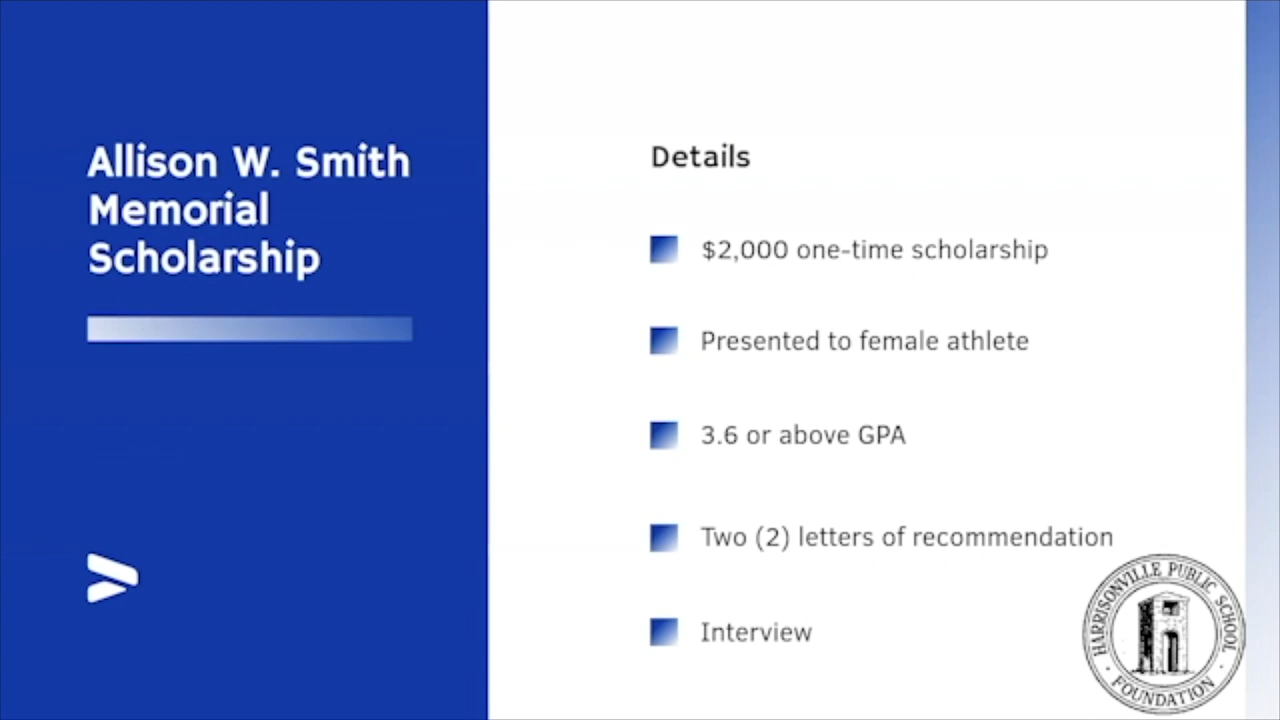 Allison W. Smith
Memorial
Scholarship
Details
$2,000 one-time scholarship
Presented to female athlete
3.6 or above GPA
Two (2) letters of recommendation
Interview
HARRISONVILLE PUBLIC SCHOOL
· FOUNDATION ·